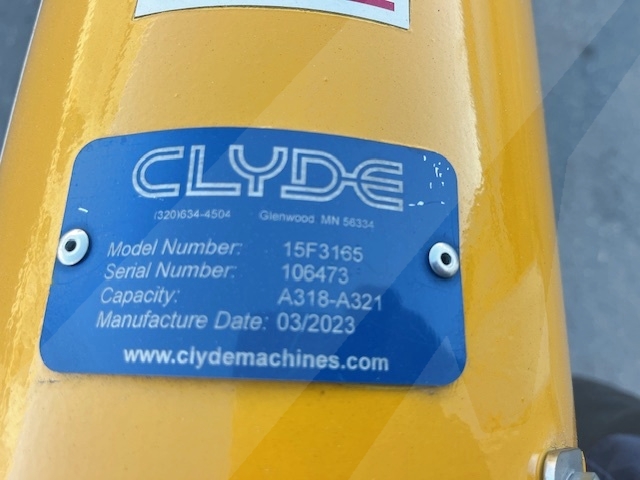 CLYDE
(320)634-4504 Glenwood MN 56334
Model Number: 15F3165
Serial Number: 106473
Capacity: A318-A321
Manufacture Date: 03/2023
www.clydemachines.com